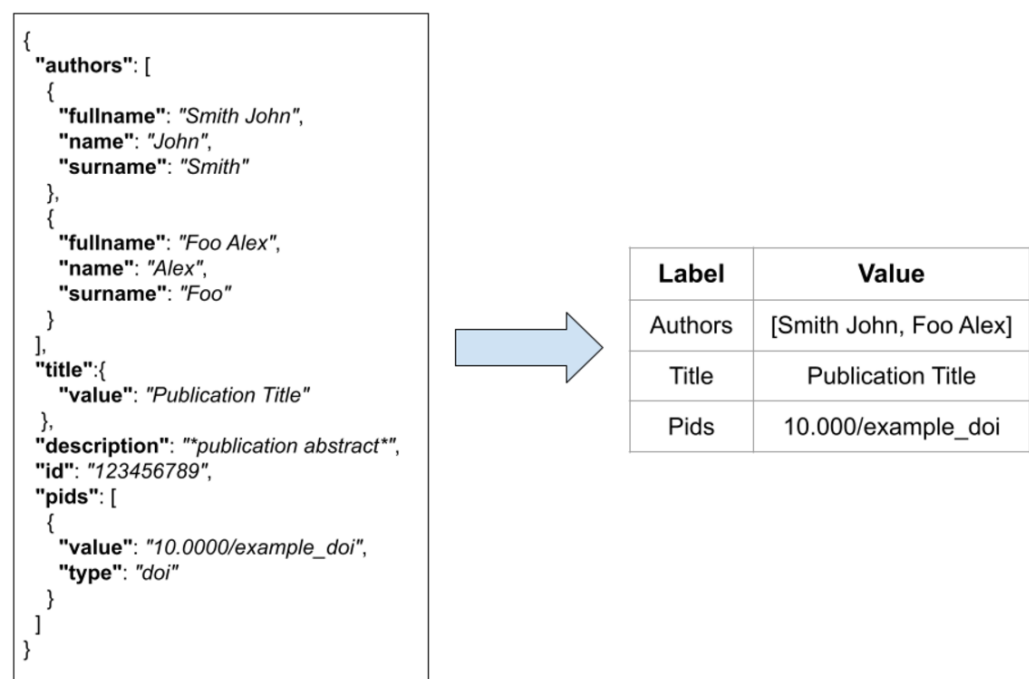 {
"authors": [
{
"fullname": "Smith John",
"name": "John",
"surname": "Smith"
},
{
"fullname": "Foo Alex",
"name": "Alex",
"surname": "Foo"
}
],
"title":{
"value": "Publication Title"
},
"description": "*publication abstract*",
"id": "123456789",
"pids": [
{
"value": "10.0000/example_doi",
"type": "doi"
}
]
}
Label Value
Authors [Smith John, Foo Alex]
Title Publication Title
Pids 10.000/example_doi